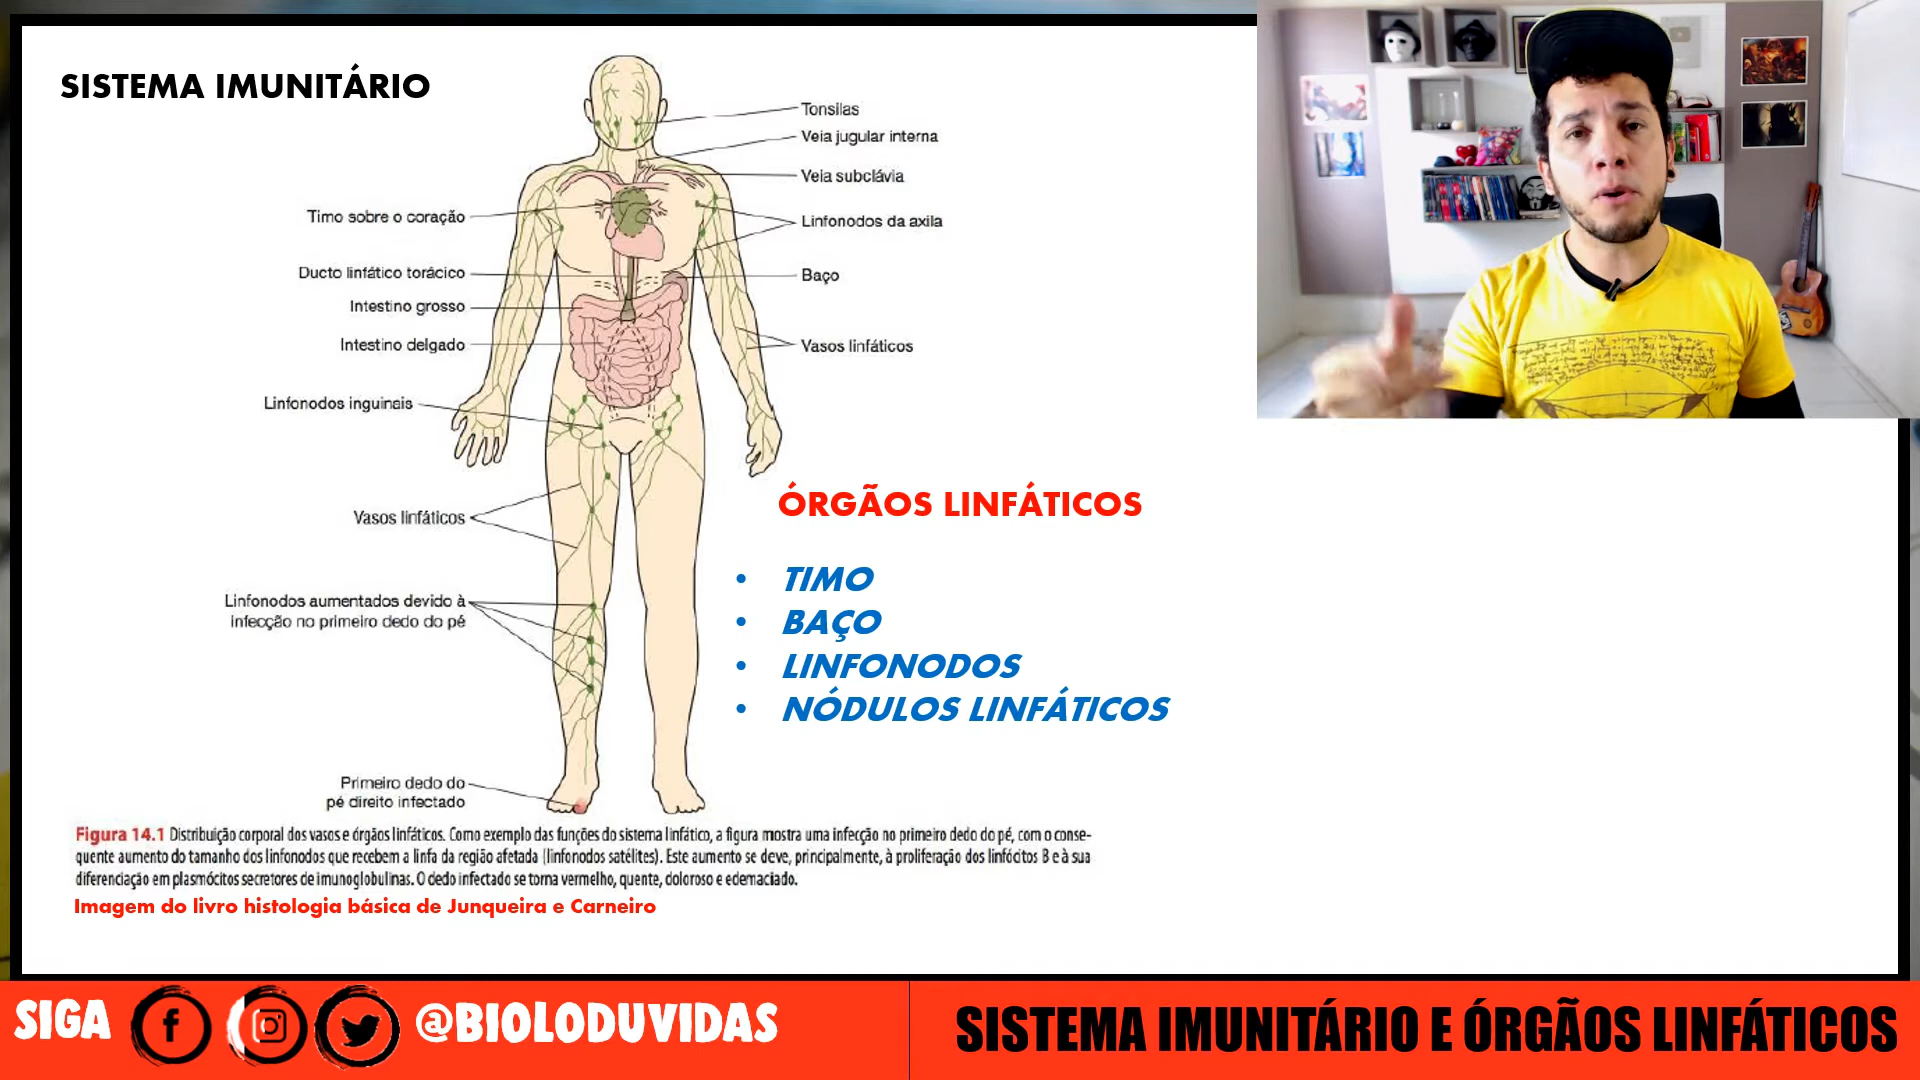 SISTEMA IMUNITÁRIO
Tonsilas
Veia jugular interna
Veia subclávia
Timo sobre o coração
Linfonodos da axila
Ducto linfático torácico
Baço
Intestino grosso
Intestino delgado
Vasos linfáticos
Linfonodos inguinais
Vasos linfáticos
Linfonodos aumentados devido à
infecção no primeiro dedo do pé
Primeiro dedo do
pé direito infectado
ÓRGÃOS LINFÁTICOS
• TIMO
• BAÇO
• LINFONODOS
• NÓDULOS LINFÁTICOS
Figura 14.1 Distribuição corporal dos vasos e órgãos linfáticos. Como exemplo das funções do sistema linfático, a figura mostra uma infecção no primeiro dedo do pé, com o conse-
quente aumento do tamanho dos linfonodos que recebem a linfa da região afetada (linfonodos satélites). Este aumento se deve, principalmente, à proliferação dos linfócitos B e à sua
diferenciação em plasmócitos secretores de imunoglobulinas. O dedo infectado se torna vermelho, quente, doloroso e edemaciado.
Imagem do livro histologia básica de Junqueira e Carneiro
SIGA @BIOLODUVIDAS
SISTEMA IMUNITÁRIO E ÓRGÃOS LINFÁTICOS